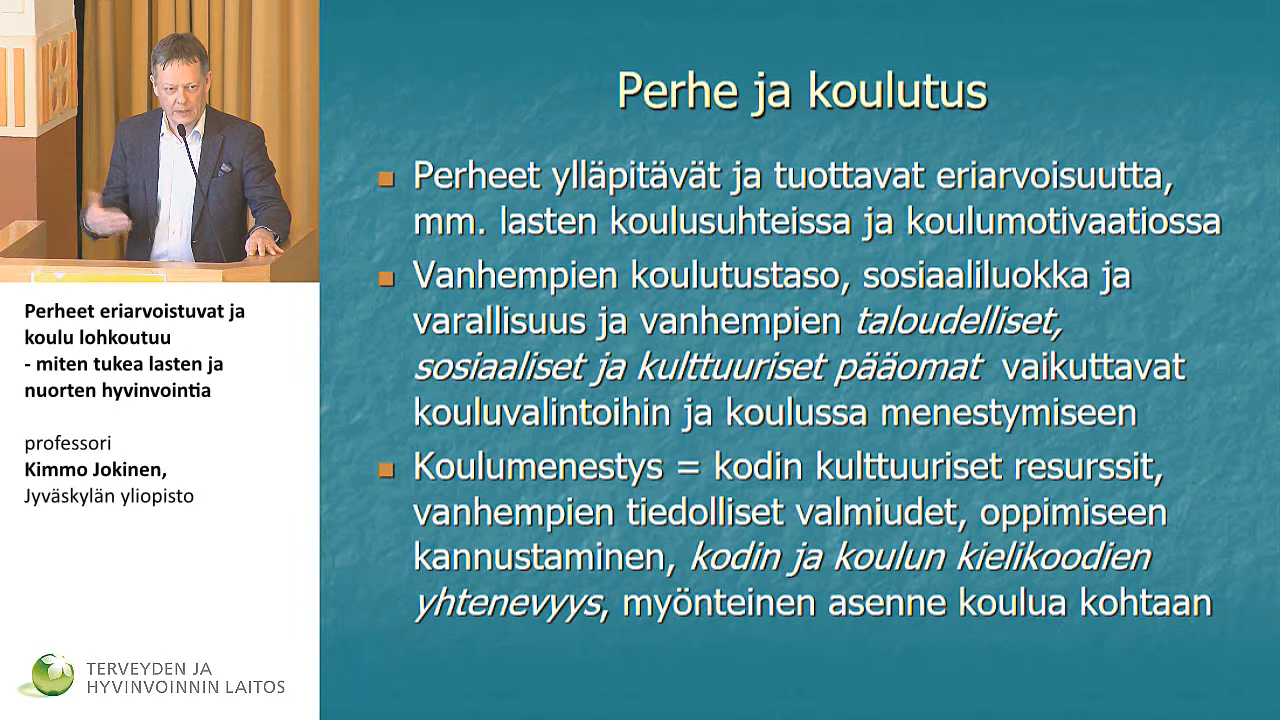 Perhe ja koulutus
Perheet ylläpitävät ja tuottavat eriarvoisuutta,
mm. lasten koulusuhteissa ja koulumotivaatiossa
Vanhempien koulutustaso, sosiaaliluokka ja
varallisuus ja vanhempien taloudelliset,
sosiaaliset ja kulttuuriset pääomat vaikuttavat
kouluvalintoihin ja koulussa menestymiseen
Koulumenestys = kodin kulttuuriset resurssit,
vanhempien tiedolliset valmiudet, oppimiseen
kannustaminen, kodin ja koulun kielikoodien
yhtenevyys, myönteinen asenne koulua kohtaan
Perheet eriarvoistuvat ja
koulu lohkoutuu
- miten tukea lasten ja
nuorten hyvinvointia
professori
Kimmo Jokinen,
Jyväskylän yliopisto
TERVEYDEN JA
HYVINVOINNIN LAITOS